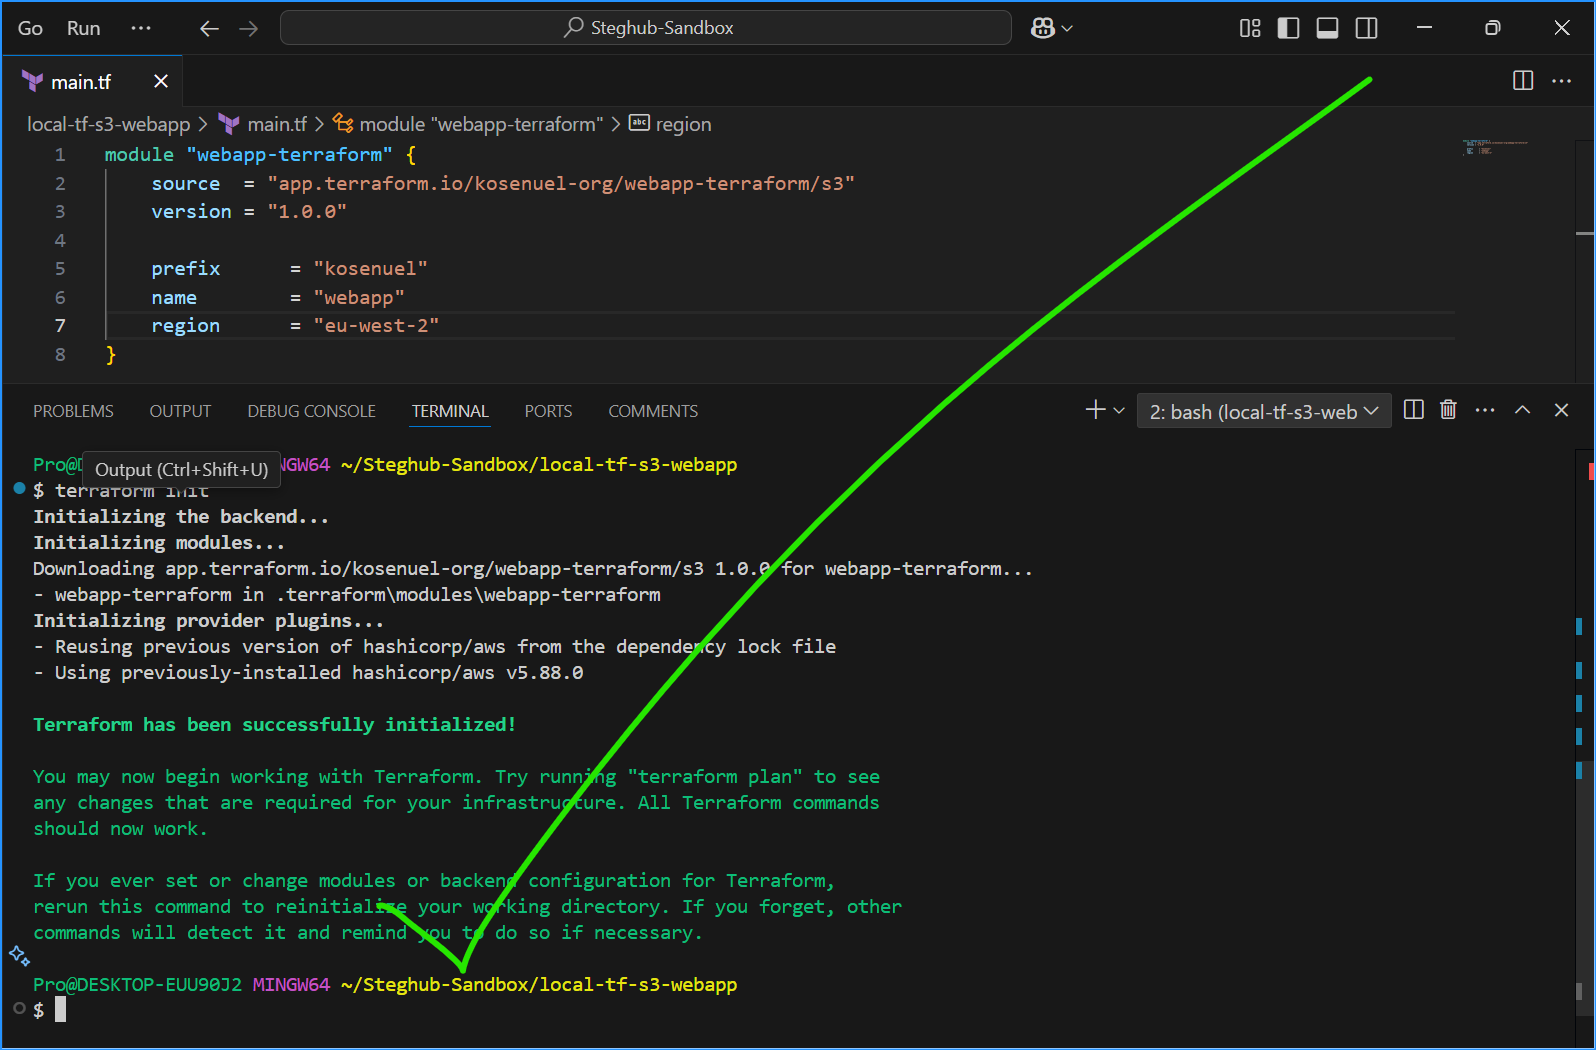 Go Run ··· Steghub-Sandbox
main.tf
local-tf-s3-webapp > main.tf > module "webapp-terraform" > abc region
1 module "webapp-terraform" {
2 source = "app.terraform.io/kosenuel-org/webapp-terraform/s3"
3 version = "1.0.0"
4
5 prefix = "kosenuel"
6 name = "webapp"
7 region = "eu-west-2"
8 }
PROBLEMS OUTPUT DEBUG CONSOLE TERMINAL PORTS COMMENTS 2: bash (local-tf-s3-web
Pro@D NGW64 ~/Steghub-Sandbox/local-tf-s3-webapp
Output (Ctrl+Shift+U)
$ terraform init
Initializing the backend...
Initializing modules...
Downloading app.terraform.io/kosenuel-org/webapp-terraform/s3 1.0.0 for webapp-terraform...
- webapp-terraform in .terraform\modules\webapp-terraform
Initializing provider plugins...
- Reusing previous version of hashicorp/aws from the dependency lock file
- Using previously-installed hashicorp/aws v5.88.0
Terraform has been successfully initialized!
You may now begin working with Terraform. Try running "terraform plan" to see
any changes that are required for your infrastructure. All Terraform commands
should now work.
If you ever set or change modules or backend configuration for Terraform,
rerun this command to reinitialize your working directory. If you forget, other
commands will detect it and remind you to do so if necessary.
Pro@DESKTOP-EUU90J2 MINGW64 ~/Steghub-Sandbox/local-tf-s3-webapp
$